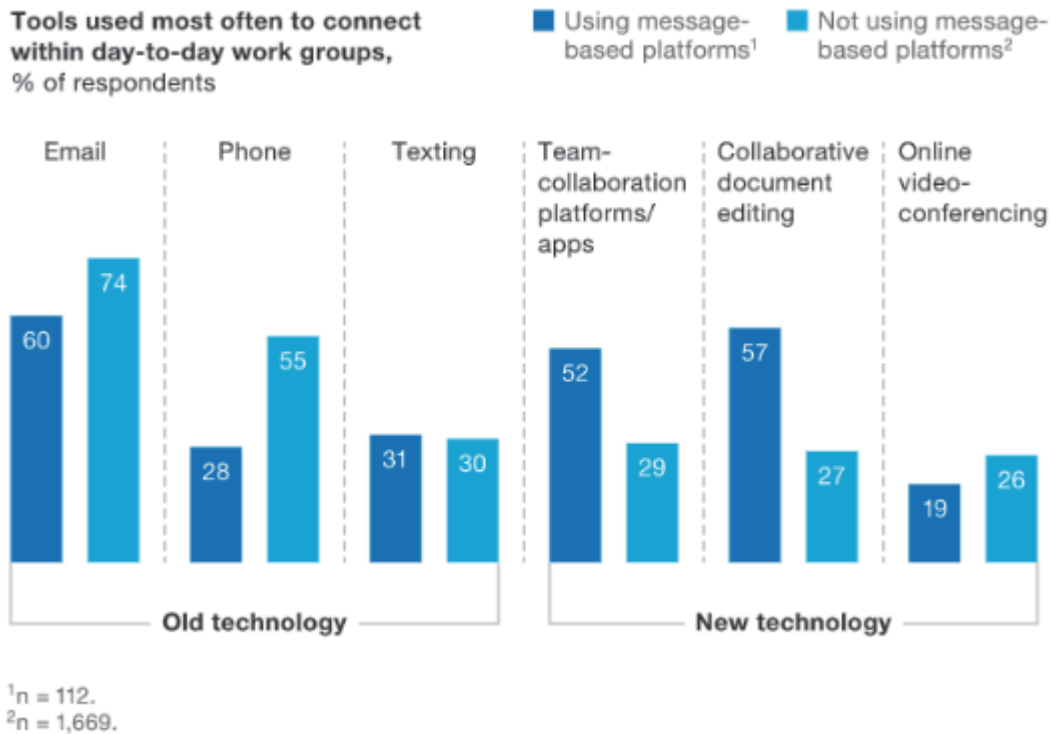 Tools used most often to connect
within day-to-day work groups,
% of respondents
Using message-
based platforms¹
Not using message-
based platforms²
Email
Phone
Texting
Team-
collaboration
platforms/
apps
Collaborative
document
editing
Online
video-
conferencing
60
74
28
55
31
30
52
29
57
27
19
26
Old technology
New technology
¹n = 112.
²n = 1,669.